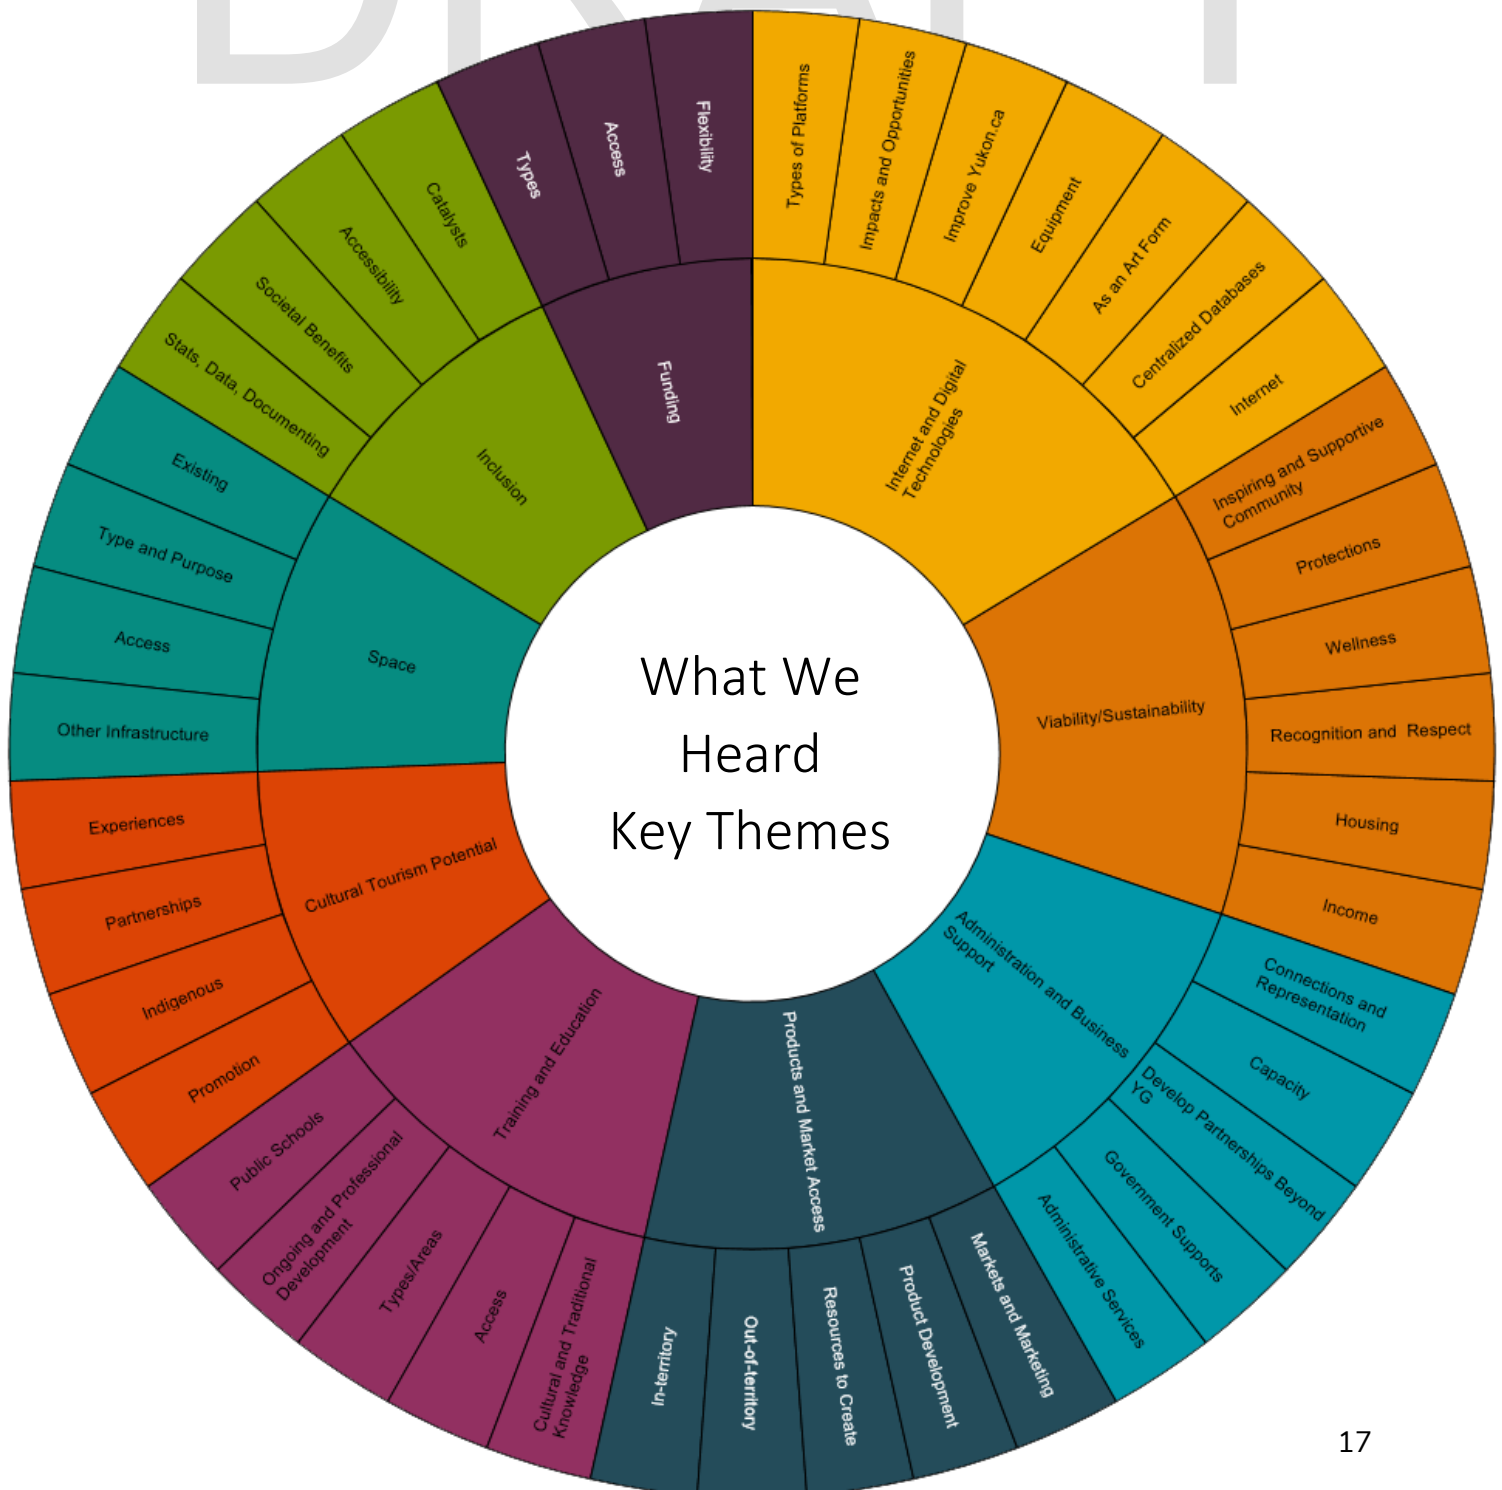 DRAFT
What We
Heard
Key Themes
Internet and Digital
Technologies
Types of Platforms
Impacts and Opportunities
Improve Yukon.ca
Equipment
As an Art Form
Centralized Databases
Internet
Viability/Sustainability
Inspiring and Supportive
Community
Protections
Wellness
Recognition and Respect
Housing
Income
Administration and Business
Support
Connections and
Representation
Capacity
Develop Partnerships Beyond
YG
Government Supports
Administrative Services
Products and Market Access
Markets and Marketing
Product Development
Resources to Create
Out-of-territory
In-territory
Training and Education
Cultural and Traditional
Knowledge
Access
Types/Areas
Ongoing and Professional
Development
Public Schools
Cultural Tourism Potential
Promotion
Indigenous
Partnerships
Experiences
Space
Other Infrastructure
Access
Type and Purpose
Existing
Inclusion
Stats, Data, Documenting
Societal Benefits
Accessibility
Catalysts
Funding
Types
Access
Flexibility
17